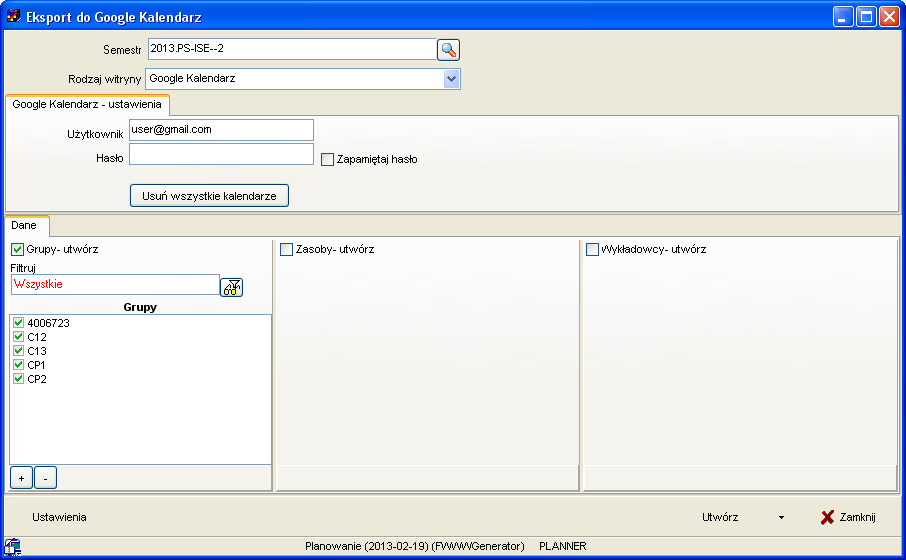 Eksport do Google Kalendarz
Semestr 2013.PS-ISE--2
Rodzaj witryny Google Kalendarz
Google Kalendarz - ustawienia
Użytkownik user@gmail.com
Hasło Zapamiętaj hasło
Usuń wszystkie kalendarze
Dane
Grupy- utwórz Zasoby- utwórz Wykładowcy- utwórz
Filtruj
Wszystkie
Grupy
4006723
C12
C13
CP1
CP2
+ -
Ustawienia Utwórz Zamknij
Planowanie (2013-02-19) (FWWWGenerator) PLANNER